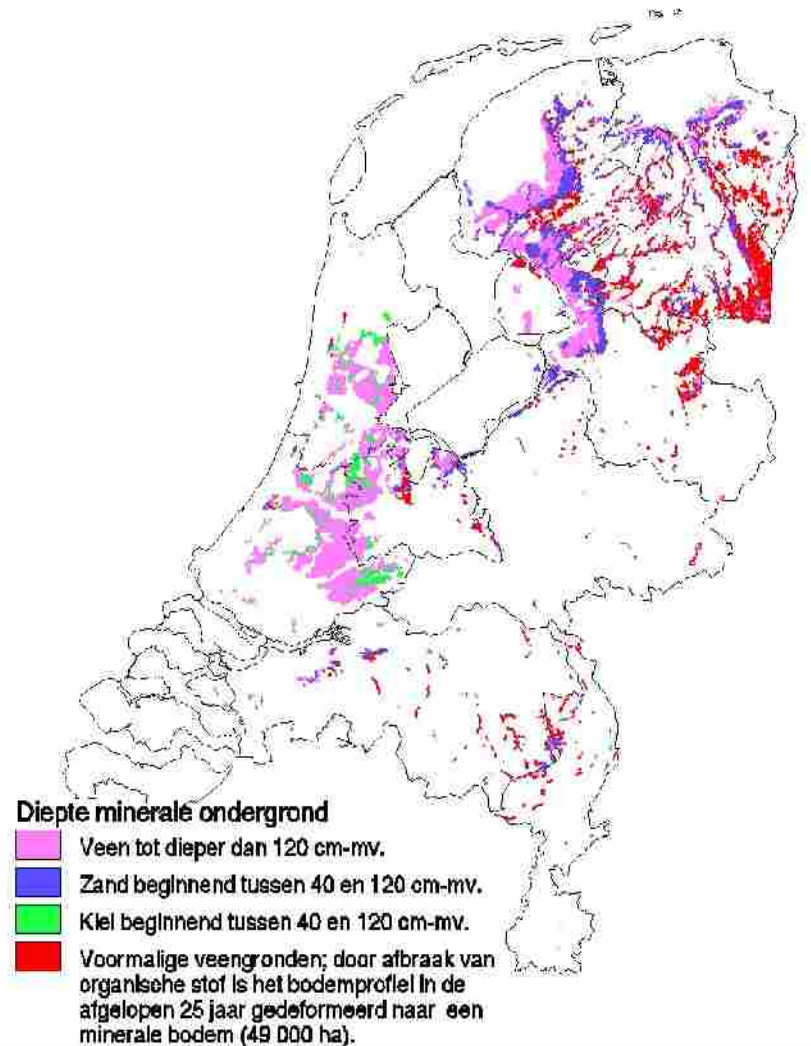 Diepte minerale ondergrond
Veen tot dieper dan 120 cm-mv.
Zand beginnend tussen 40 en 120 cm-mv.
Klei beginnend tussen 40 en 120 cm-mv.
Voormalige veengronden; door afbraak van
organische stof is het bodemprofiel in de
afgelopen 25 jaar gedeformeerd naar een
minerale bodem (49 000 ha).